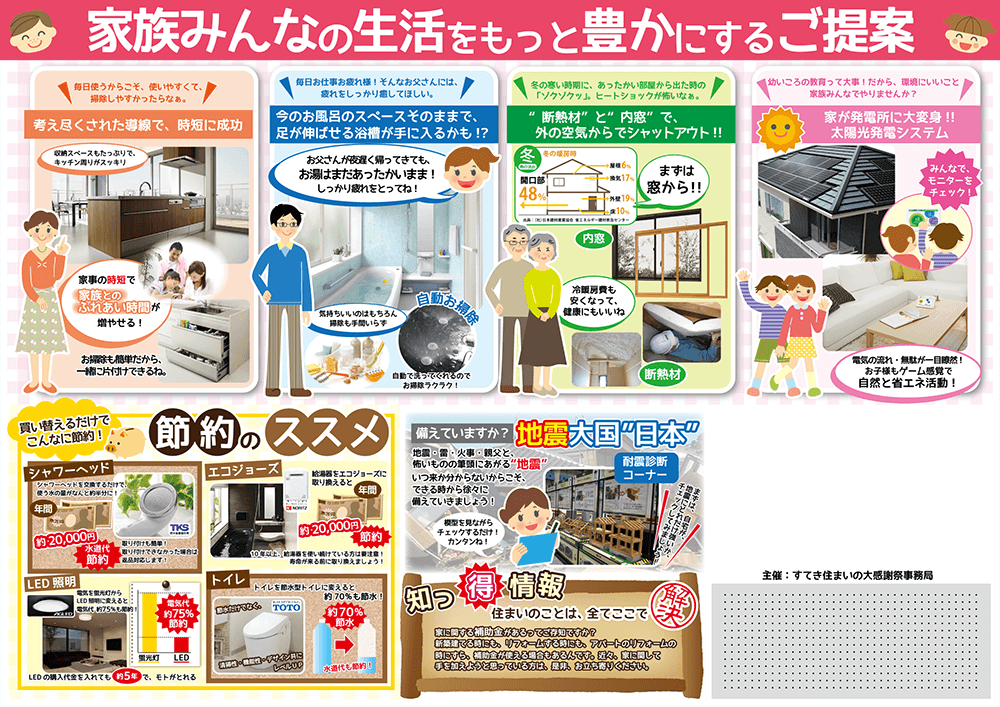 家族みんなの生活をもっと豊かにするご提案
毎日使うからこそ、使いやすくて、
掃除しやすかったらなぁ。
考え尽くされた導線で、時短に成功
収納スペースもたっぷりで、
キッチン周りがスッキリ
家事の時短で
家族との
ふれあい時間が
増やせる！
お掃除も簡単だから、
一緒に片付けできるね。
毎日お仕事お疲れ様！そんなお父さんには、
疲れをしっかり癒してほしい。
今のお風呂のスペースそのままで、
足が伸ばせる浴槽が手に入るかも!?
お父さんが夜遅く帰ってきても、
お湯はまだあったかいまま！
しっかり疲れをとってね！
気持ちいいのはもちろん
掃除も手間いらず
自動お掃除
自動で洗ってくれるので
お掃除ラクラク！
冬の寒い時期に、あったかい部屋から出た時の
「ゾクゾクッ」。ヒートショックが怖いなぁ。
“断熱材”と“内窓”で、
外の空気からでシャットアウト!!
冬
冬の暖房時
開口部
48%
屋根6%
換気17%
外壁19%
床10%
まずは
窓から!!
内窓
冷暖房費も
安くなって、
健康にもいいね
断熱材
幼いころの教育って大事！だから、環境にいいこと
家族みんなでやりませんか？
家が発電所に大変身!!
太陽光発電システム
みんなで、
モニターを
チェック！
電気の流れ・無駄が一目瞭然！
お子様もゲーム感覚で
自然と省エネ活動！
買い替えるだけで
こんなに節約！
節約のススメ
シャワーヘッド
シャワーヘッドを交換するだけで、
使う水の量がなんと約半分に！
年間
約20,000円
水道代
節約
TKS
取り付けも簡単！
取り付けできなかった場合は
返品対応します！
エコジョーズ
給湯器をエコジョーズに
取り換えると
NORITZ
年間
約20,000円
節約
10年以上、給湯器を使い続けている方は要注意！
寿命が来る前に取り換えましょう！
LED照明
電気を蛍光灯から
LED照明に変えると
電気代約75%も節約！
電気代
約75%
節約
蛍光灯
LED
LEDの購入代金を入れても約5年で、モトがとれる
トイレ
トイレを節水型トイレに変えると
約70%も節水！
節水だけでなく、
TOTO
清掃性・機能性・デザイン共に
レベルUP
約70%
節水
水道代も節約！
備えていますか？
地震大国“日本”
地震・雷・火事・親父と、
怖いものの筆頭にあがる“地震”
いつ来か分からないからこそ、
できる時から徐々に
備えていきましょう！
模型を見ながら
チェックするだけ！
カンタンね！
耐震診断
コーナー
まずは、自宅が、
地震にどれだけ強いか、
チェックしてみましょう
知っ得情報
住まいのことは、全てここで
解決
家に関する補助金があるってご存知ですか？
新築建てる時にも、リフォームする時にも、アパートのリフォームの
時にすら、補助金が使える場合もあるんです。近々、家に関して
手を加えようと思っている方は、是非、お立ち寄りください。
主催：すてき住まいの大感謝祭事務局